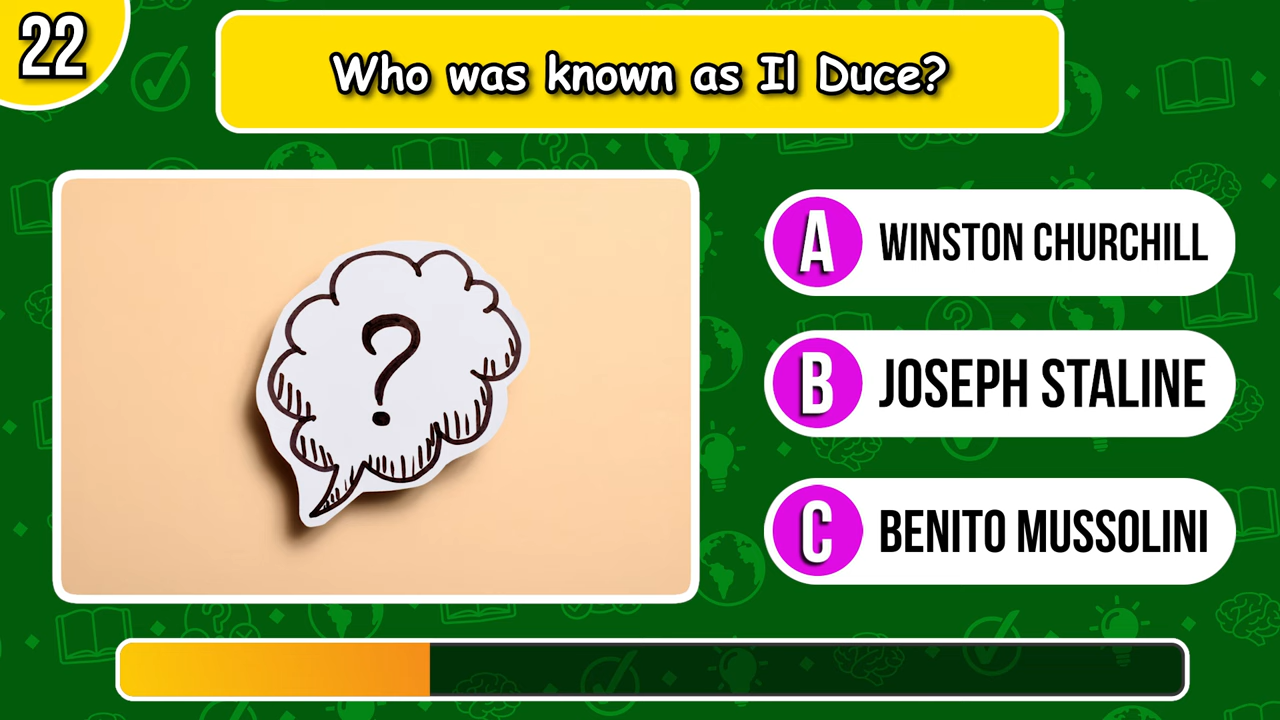 22
Who was known as Il Duce?
?
A WINSTON CHURCHILL
B JOSEPH STALINE
C BENITO MUSSOLINI